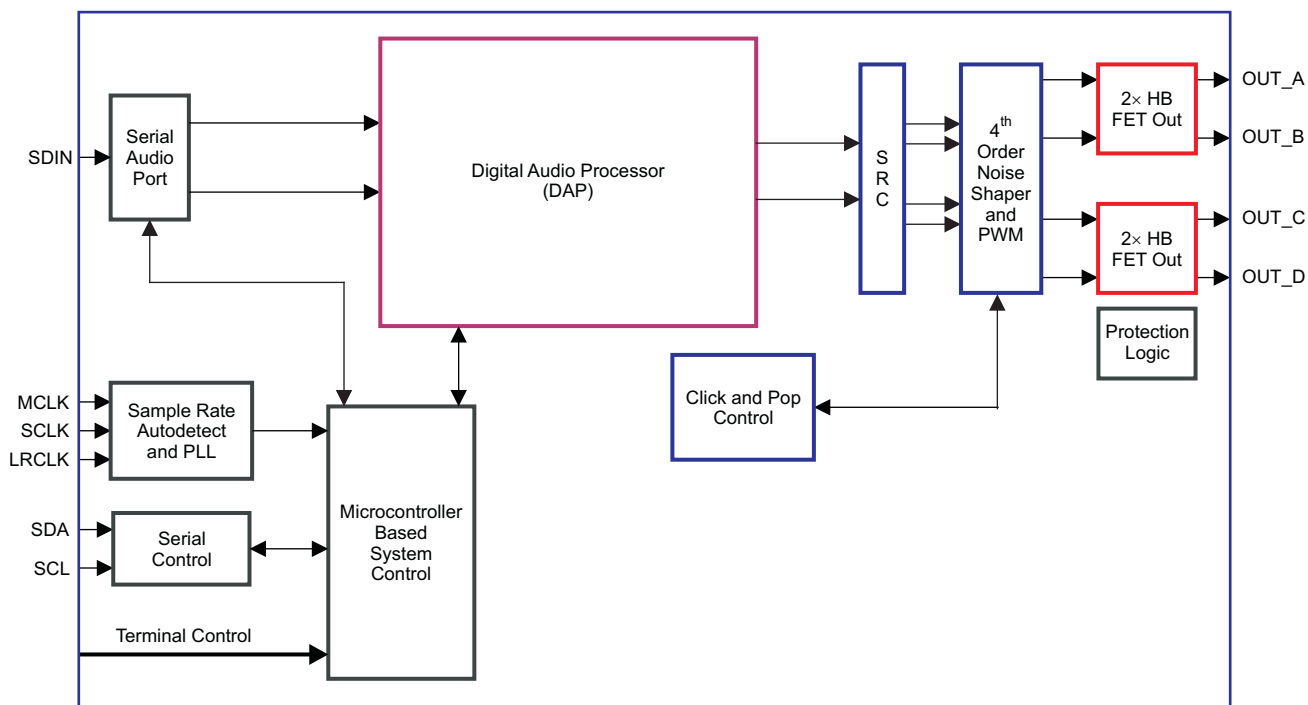 SDIN
Serial
Audio
Port
Digital Audio Processor
(DAP)
S
R
C
4th
Order
Noise
Shaper
and
PWM
2× HB
FET Out
OUT_A
OUT_B
2× HB
FET Out
OUT_C
OUT_D
Protection
Logic
Click and Pop
Control
MCLK
SCLK
LRCLK
Sample Rate
Autodetect
and PLL
SDA
SCL
Serial
Control
Microcontroller
Based
System
Control
Terminal Control